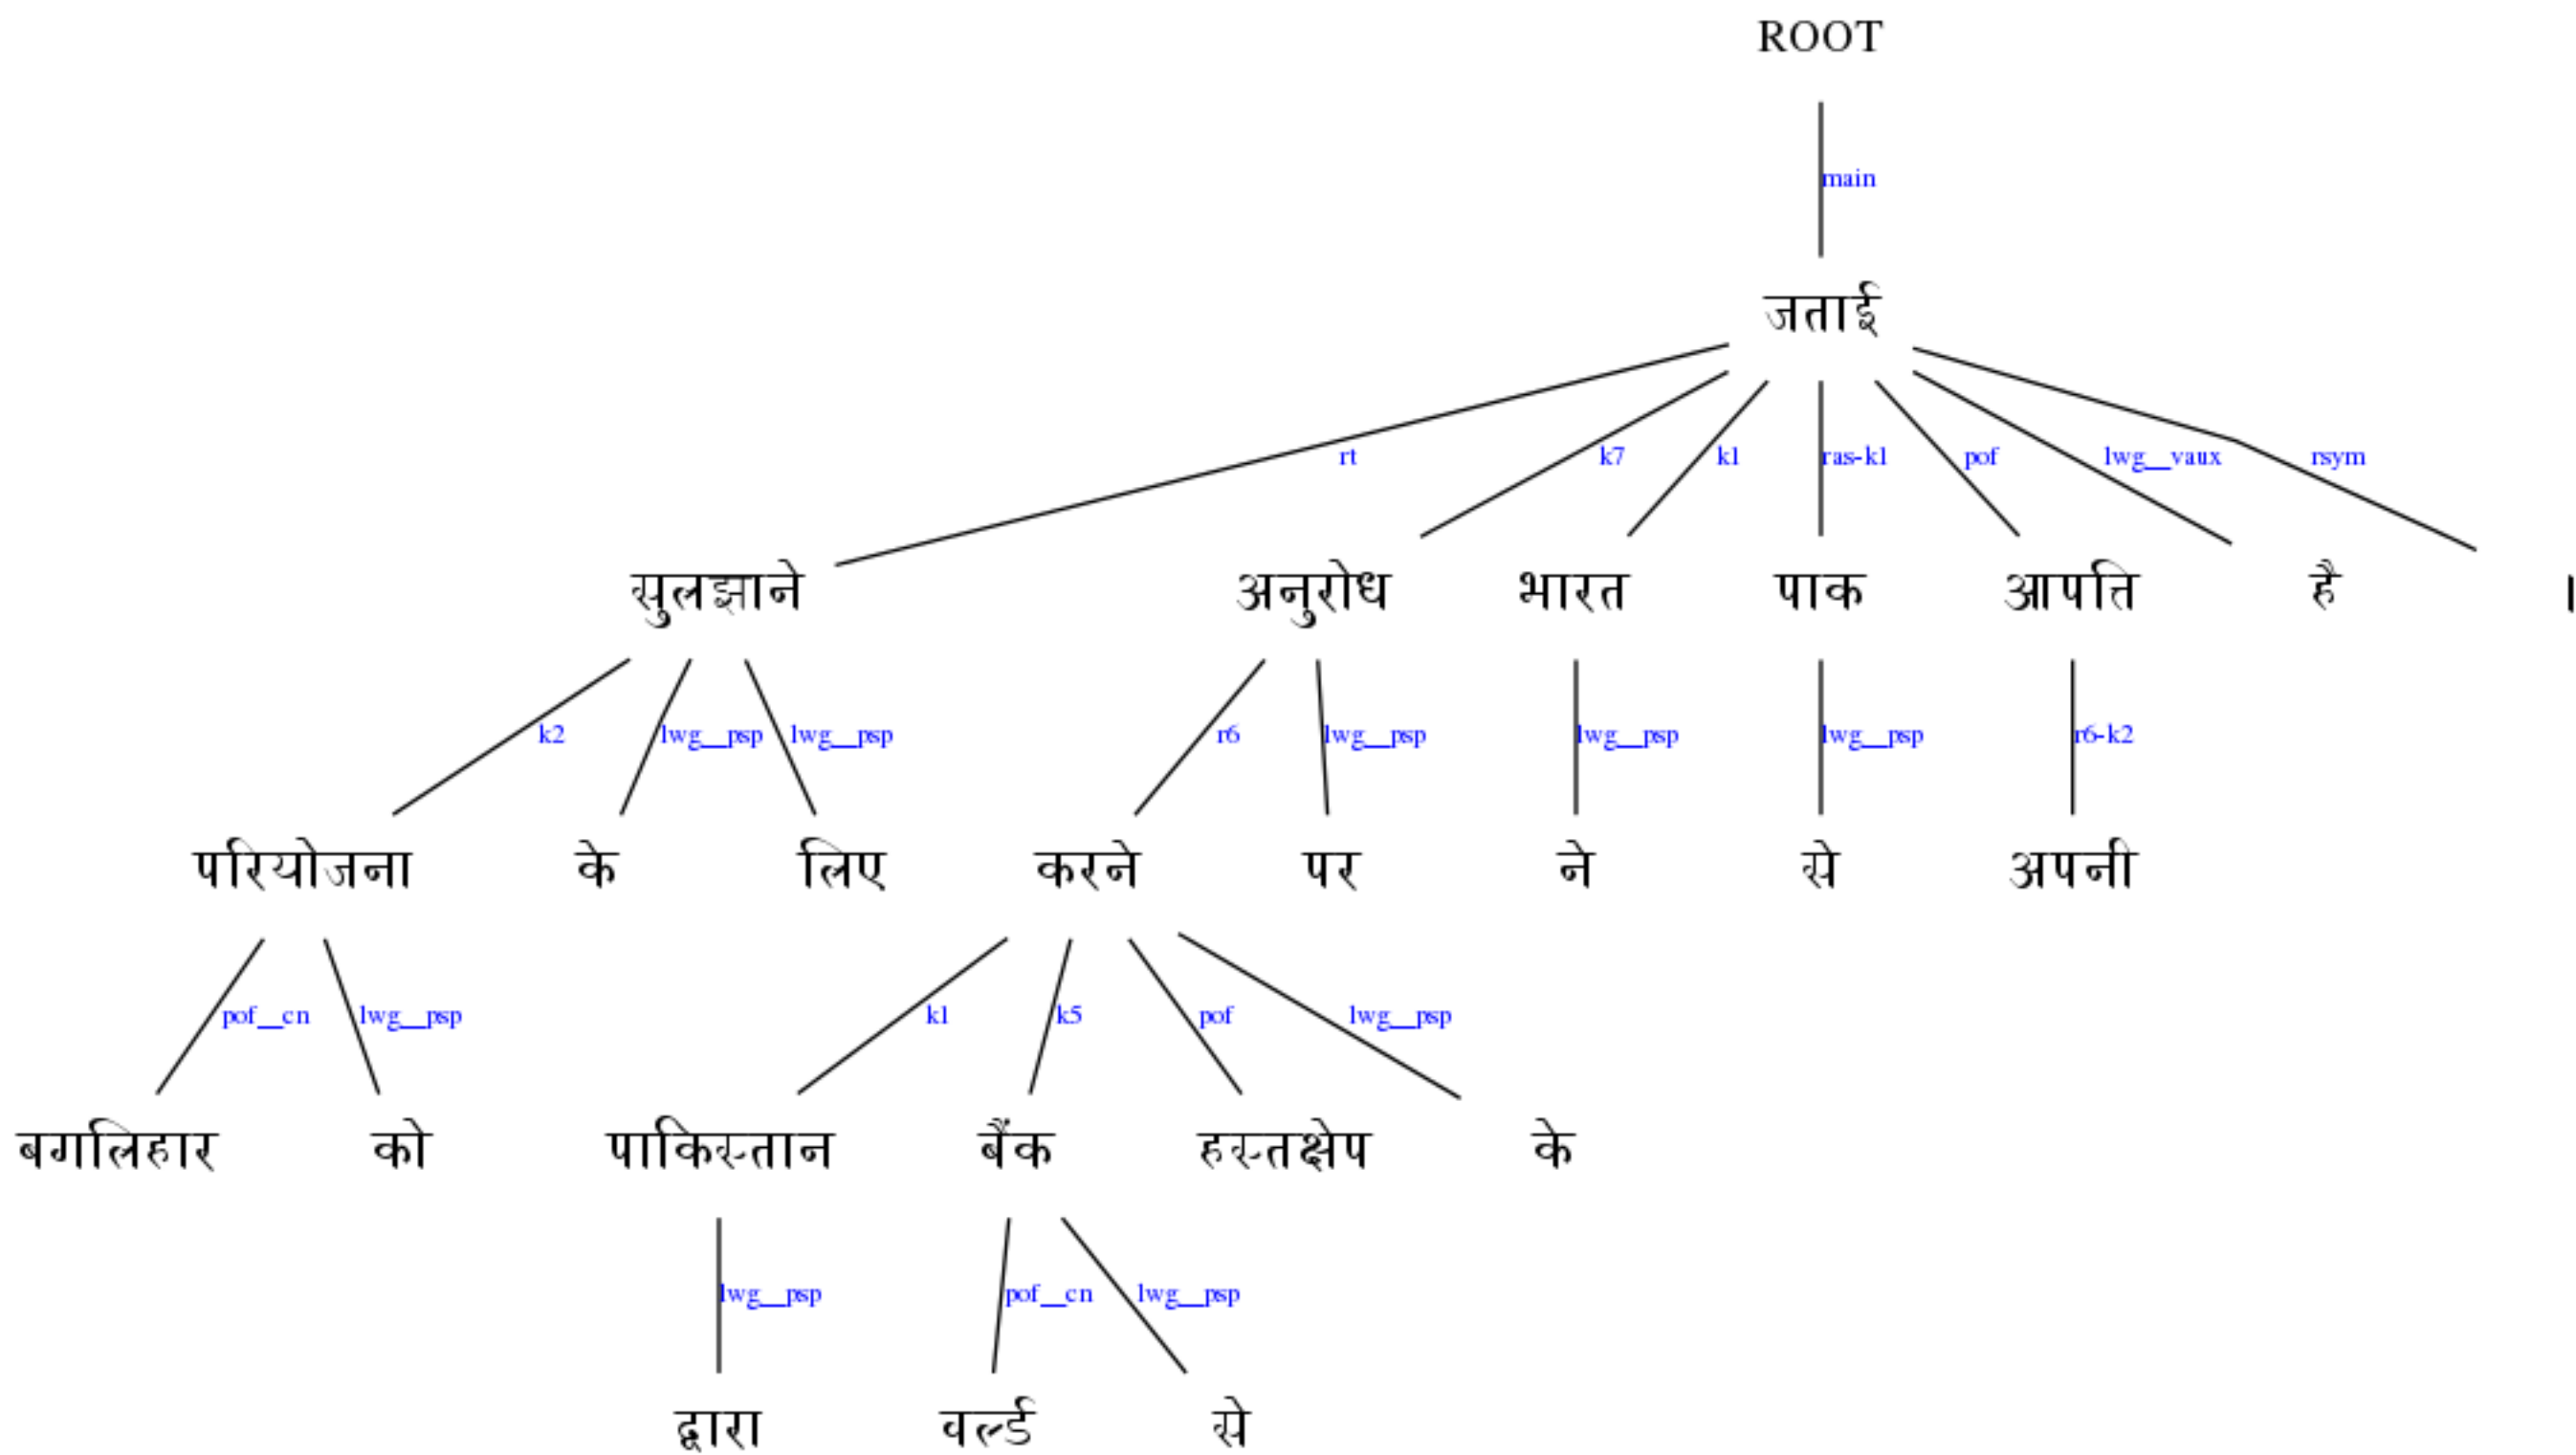 ROOT
main
जताई
rt k7 k1 ras-k1 pof lwg__vaux rsym
सुलझाने अनुरोध भारत पाक आपत्ति है ।
k2 lwg__psp lwg__psp r6 lwg__psp lwg__psp lwg__psp r6-k2
परियोजना के लिए करने पर ने से अपनी
pof__cn lwg__psp k1 k5 pof lwg__psp
बगलिहार को पाकिस्तान बैंक हस्तक्षेप के
lwg__psp pof__cn lwg__psp
द्वारा वर्ल्ड से